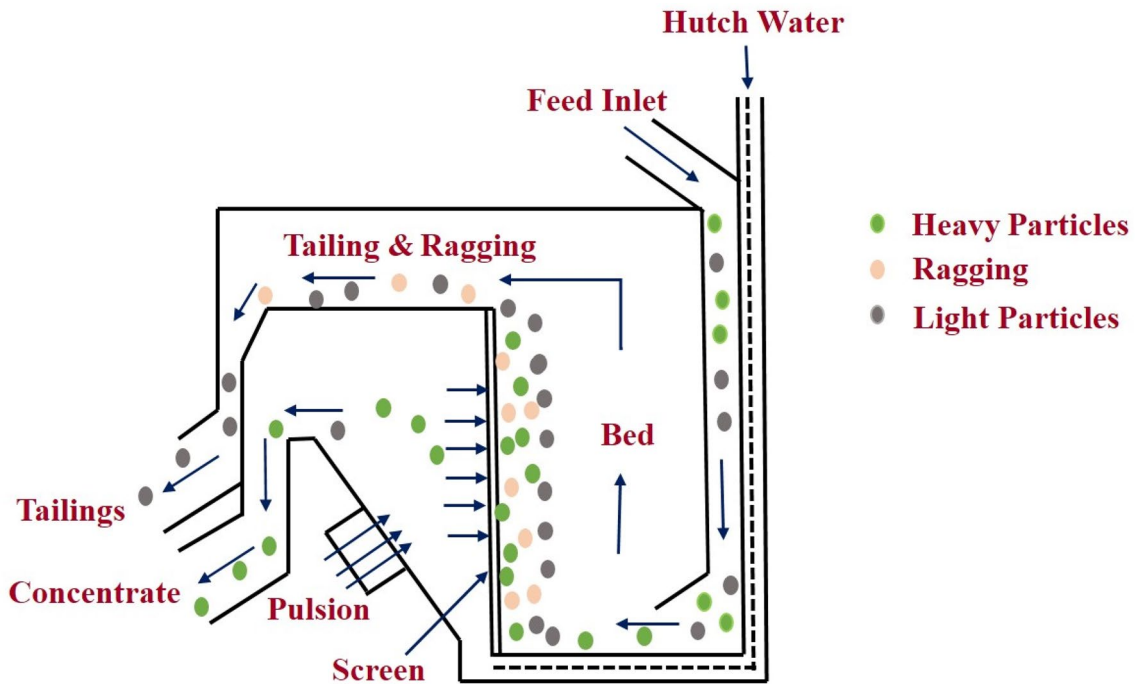 Hutch Water
Feed Inlet
Heavy Particles
Tailing & Ragging
Ragging
Light Particles
Bed
Tailings
Concentrate
Pulsion
Screen